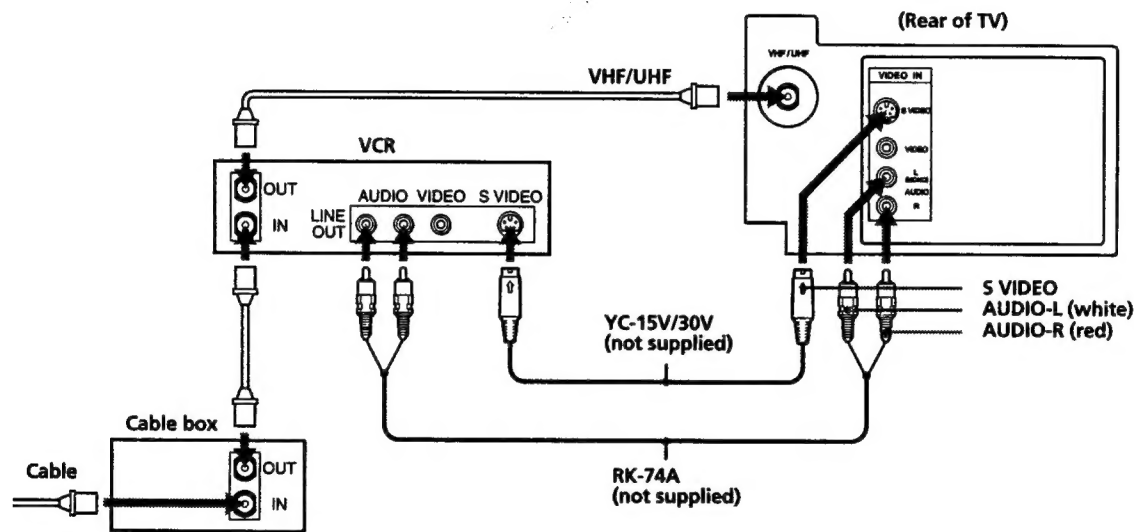 (Rear of TV)
VHF/UHF
VHF/UHF
VIDEO IN
S VIDEO
VIDEO
L
(MONO)
AUDIO
R
VCR
OUT
IN
AUDIO VIDEO S VIDEO
LINE
OUT
S VIDEO
AUDIO-L (white)
AUDIO-R (red)
YC-15V/30V
(not supplied)
Cable box
Cable
OUT
IN
RK-74A
(not supplied)